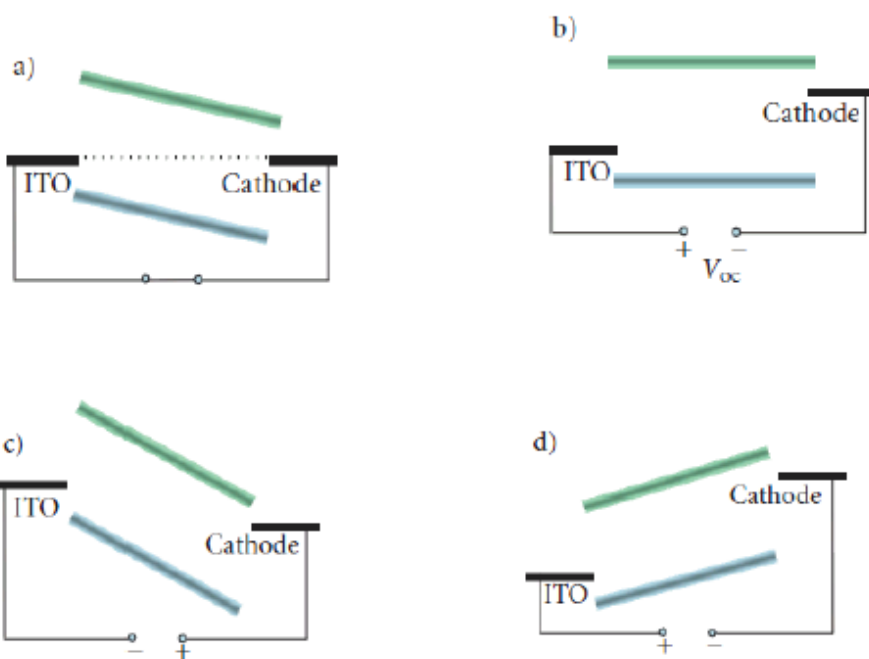 a)
ITO
Cathode
b)
Cathode
ITO
+ −
V_oc
c)
ITO
Cathode
− +
d)
Cathode
ITO
+ −